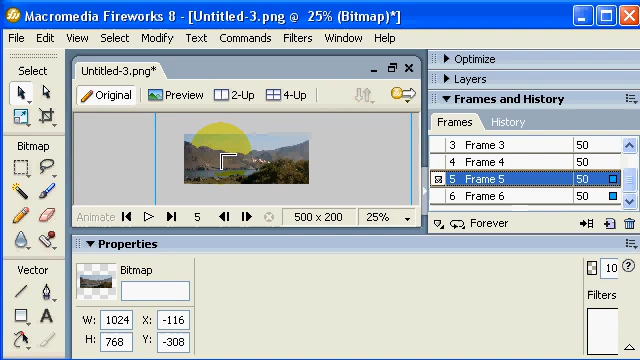 Macromedia Fireworks 8 - [Untitled-3.png @ 25% (Bitmap)*]
File Edit View Select Modify Text Commands Filters Window Help
Select
Bitmap
Vector
Untitled-3.png*
Original Preview 2-Up 4-Up
Animate 5 500 x 200 25%
Optimize
Layers
Frames and History
Frames History
3 Frame 3 50
4 Frame 4 50
5 Frame 5 50
6 Frame 6 50
Forever
Properties
Bitmap
W: 1024 X: -116
H: 768 Y: -308
10
Filters